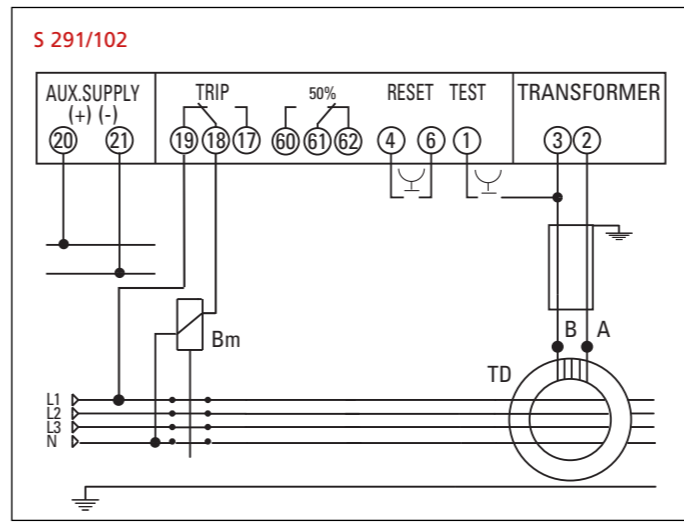 S 291/102
AUX.SUPPLY TRIP 50% RESET TEST TRANSFORMER
(+) (-)
20 21 19 18 17 60 61 62 4 6 1 3 2
Bm
B A
TD
L1
L2
L3
N